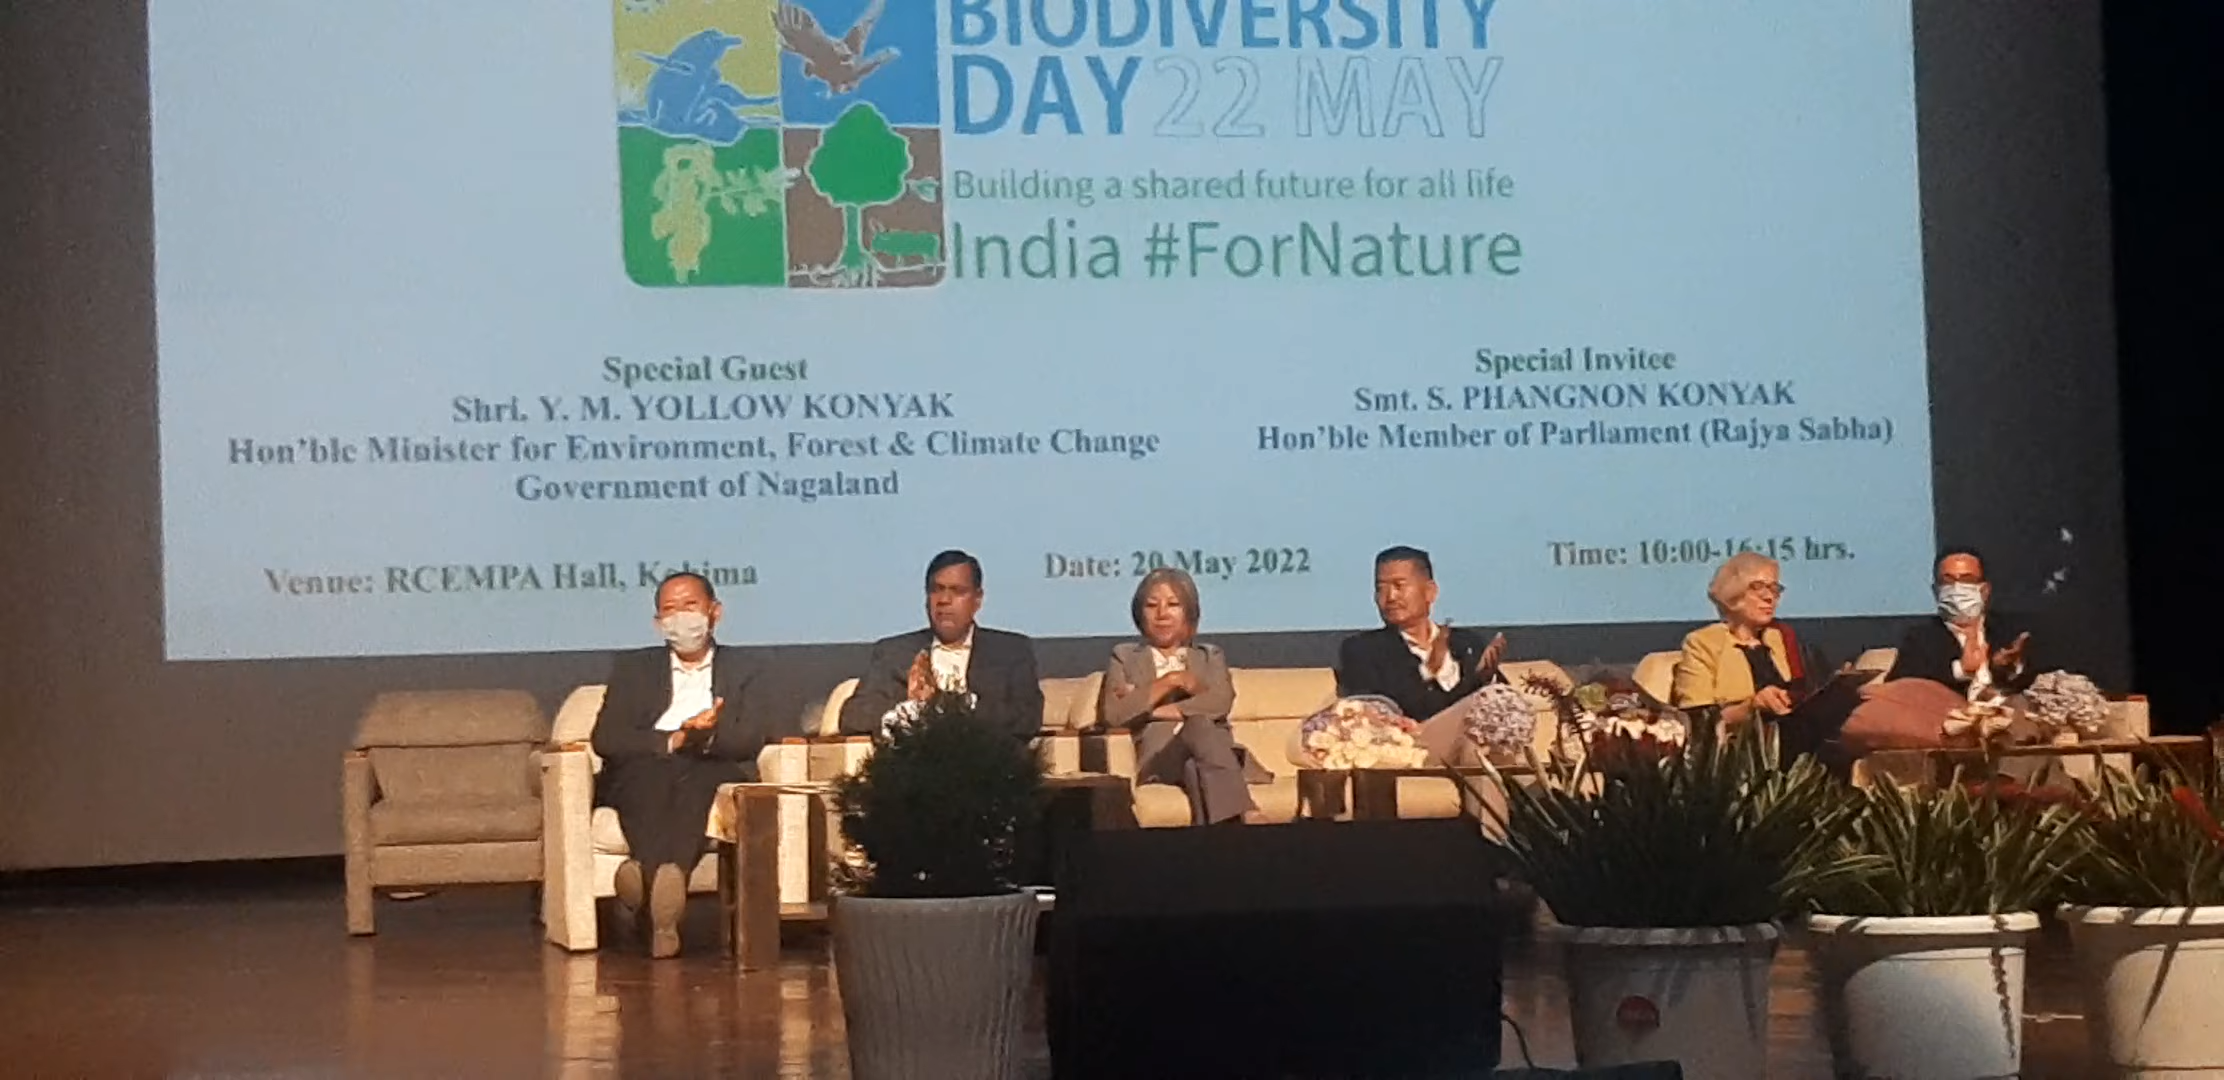 BIODIVERSITY
DAY 22 MAY
Building a shared future for all life
India #ForNature
Special Guest
Shri. Y. M. YOLLOW KONYAK
Hon'ble Minister for Environment, Forest & Climate Change
Government of Nagaland
Special Invitee
Smt. S. PHANGNON KONYAK
Hon'ble Member of Parliament (Rajya Sabha)
Venue: RCEMPA Hall, Kohima
Date: 20 May 2022
Time: 10:00-16:15 hrs.